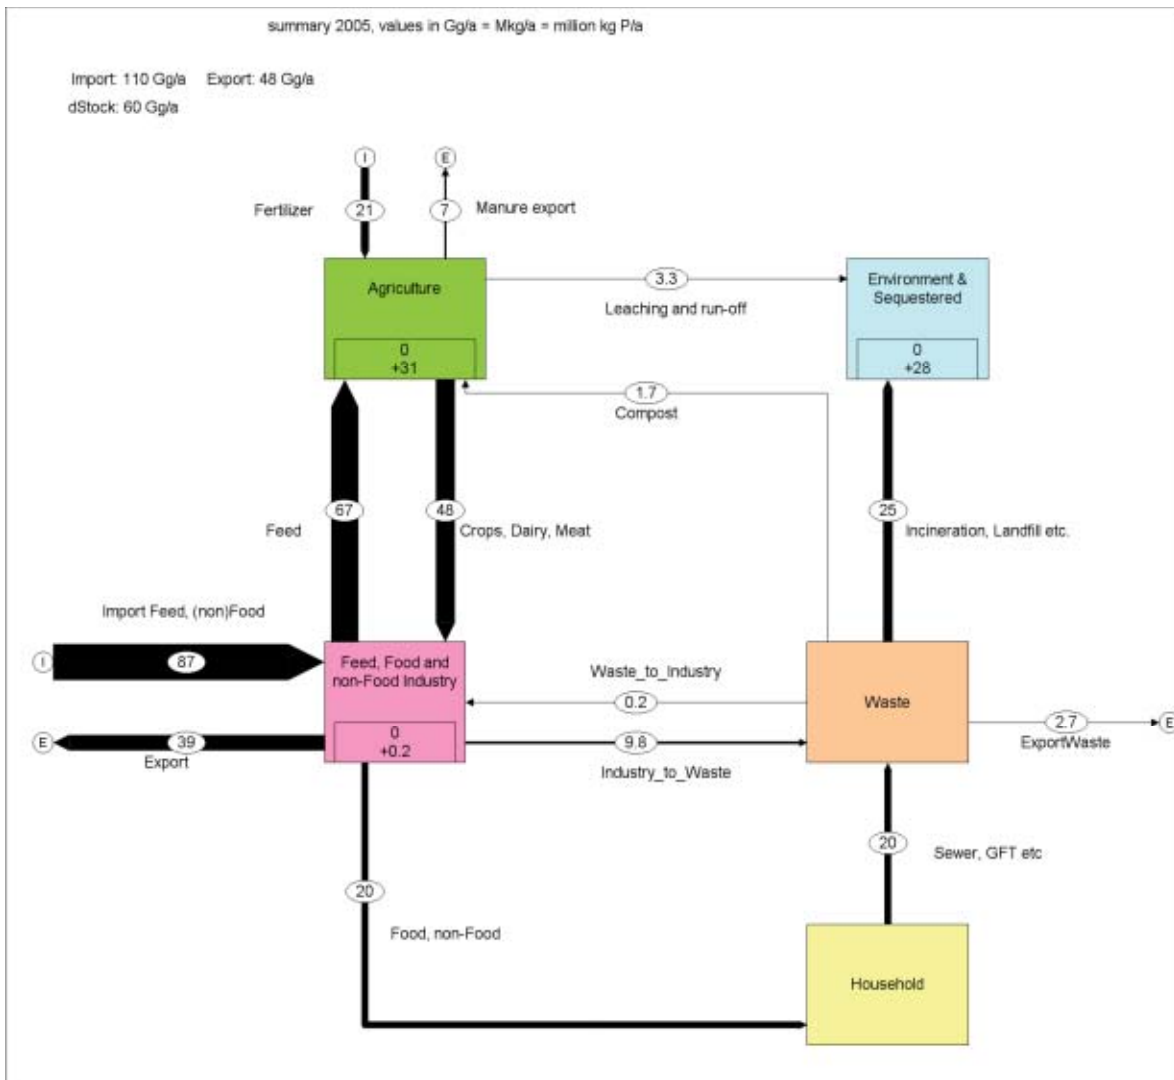 summary 2005, values in Gg/a = Mkg/a = million kg P/a
Import: 110 Gg/a Export: 48 Gg/a
dStock: 60 Gg/a
I
E
Fertilizer
21
7
Manure export
Agriculture
0
+31
3.3
Leaching and run-off
Environment &
Sequestered
0
+28
1.7
Compost
Feed
67
48
Crops, Dairy, Meat
25
Incineration, Landfill etc.
Import Feed, (non)Food
I
87
Feed, Food and
non-Food Industry
0
+0.2
E
39
Export
Waste_to_Industry
0.2
9.8
Industry_to_Waste
Waste
2.7
ExportWaste
E
20
Sewer, GFT etc
20
Food, non-Food
Household